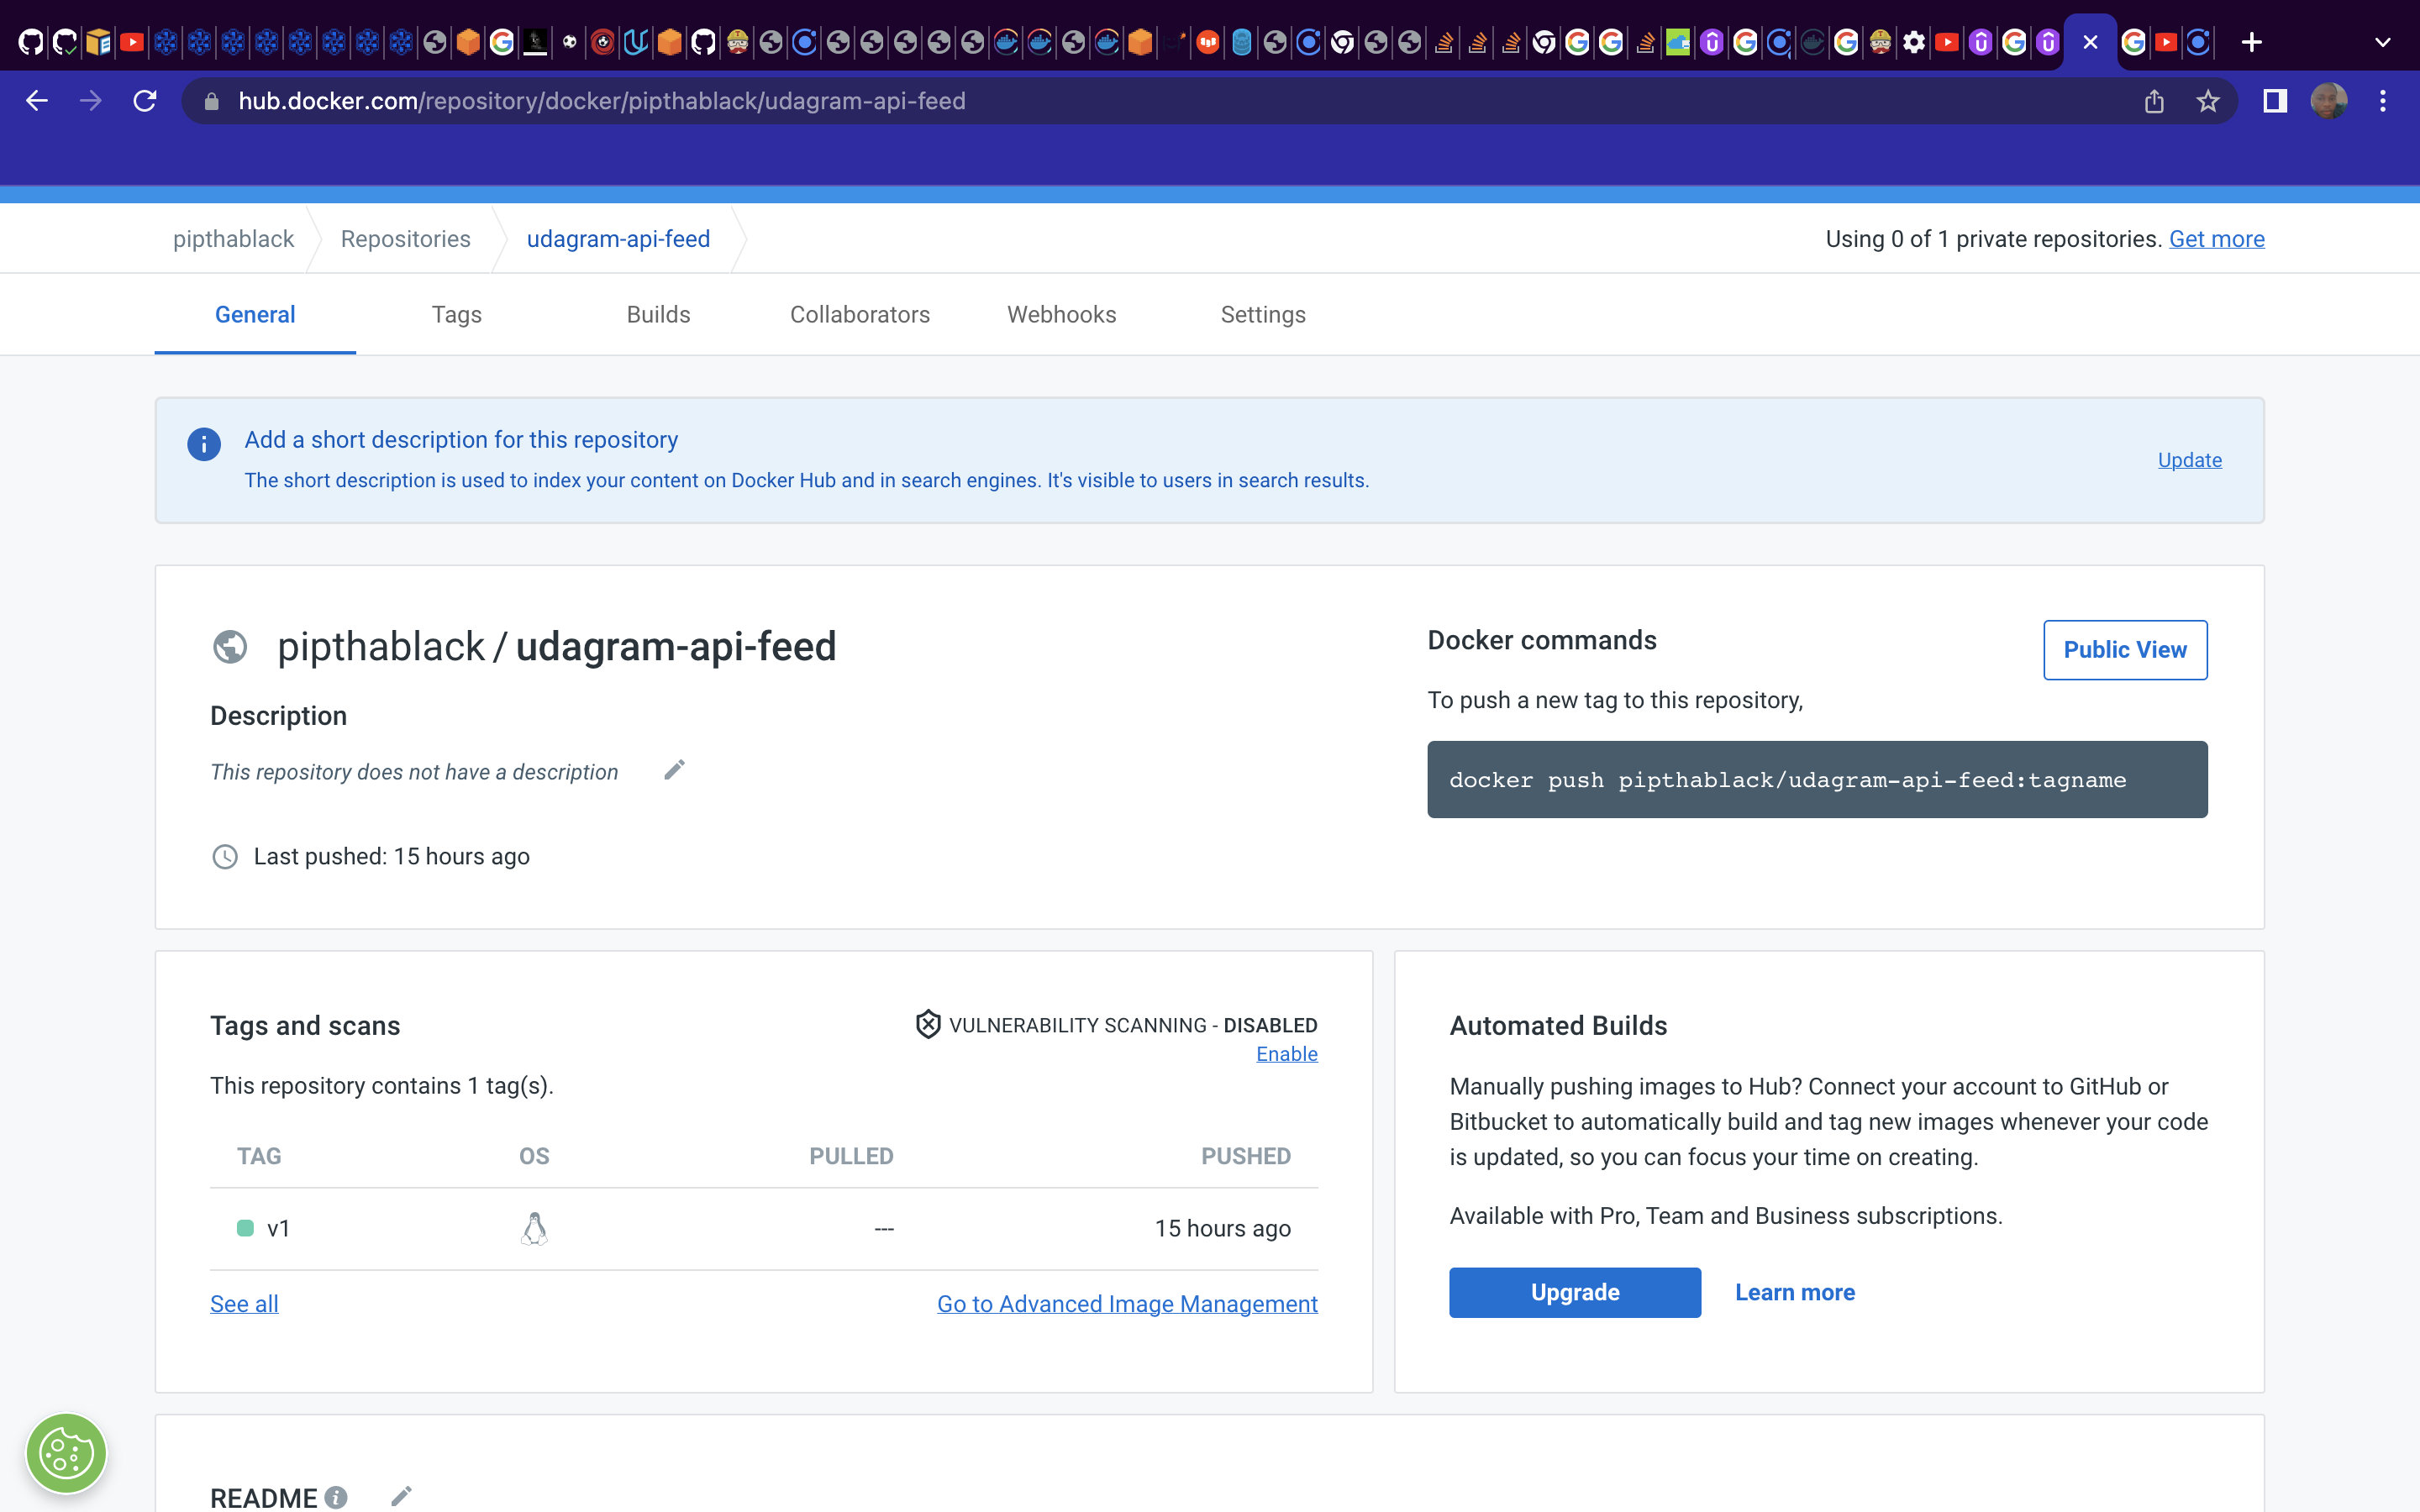 hub.docker.com/repository/docker/pipthablack/udagram-api-feed
pipthablack
Repositories
udagram-api-feed
Using 0 of 1 private repositories. Get more
General
Tags
Builds
Collaborators
Webhooks
Settings
Add a short description for this repository
The short description is used to index your content on Docker Hub and in search engines. It's visible to users in search results.
Update
pipthablack / udagram-api-feed
Description
This repository does not have a description
Last pushed: 15 hours ago
Docker commands
Public View
To push a new tag to this repository,
docker push pipthablack/udagram-api-feed:tagname
Tags and scans
VULNERABILITY SCANNING - DISABLED
Enable
This repository contains 1 tag(s).
TAG OS PULLED PUSHED
v1 --- 15 hours ago
See all
Go to Advanced Image Management
Automated Builds
Manually pushing images to Hub? Connect your account to GitHub or
Bitbucket to automatically build and tag new images whenever your code
is updated, so you can focus your time on creating.
Available with Pro, Team and Business subscriptions.
Upgrade
Learn more
README